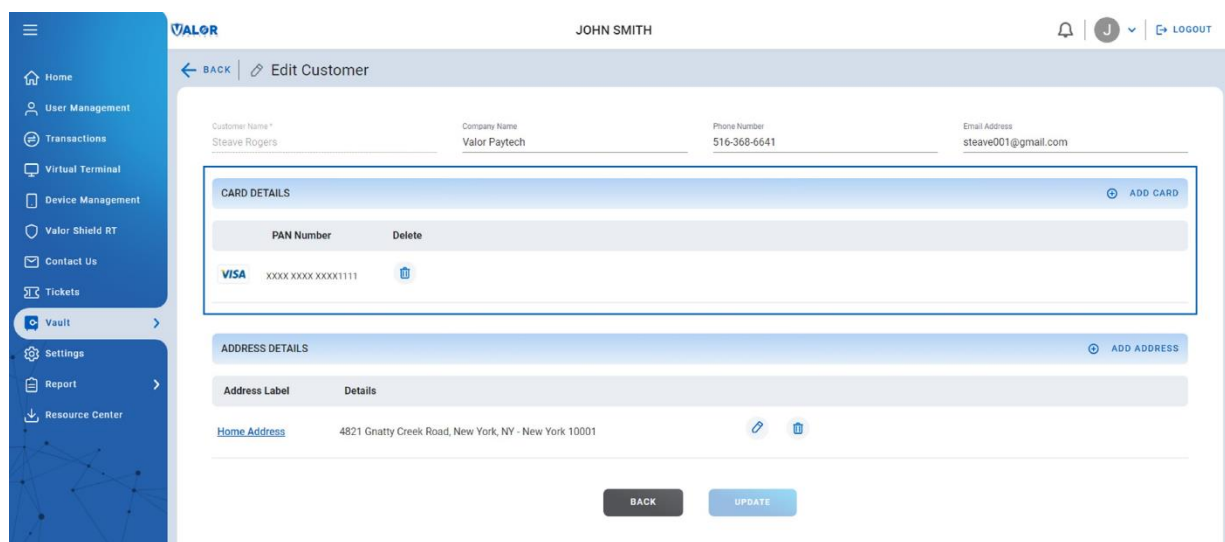 VALOR
JOHN SMITH
J
LOGOUT
BACK
Edit Customer
Home
User Management
Transactions
Virtual Terminal
Device Management
Valor Shield RT
Contact Us
Tickets
Vault
Settings
Report
Resource Center
Customer Name *
Steave Rogers
Company Name
Valor Paytech
Phone Number
516-368-6641
Email Address
steave001@gmail.com
CARD DETAILS
ADD CARD
PAN Number Delete
VISA XXXX XXXX XXXX1111
ADDRESS DETAILS
ADD ADDRESS
Address Label Details
Home Address 4821 Gnatty Creek Road, New York, NY - New York 10001
BACK
UPDATE